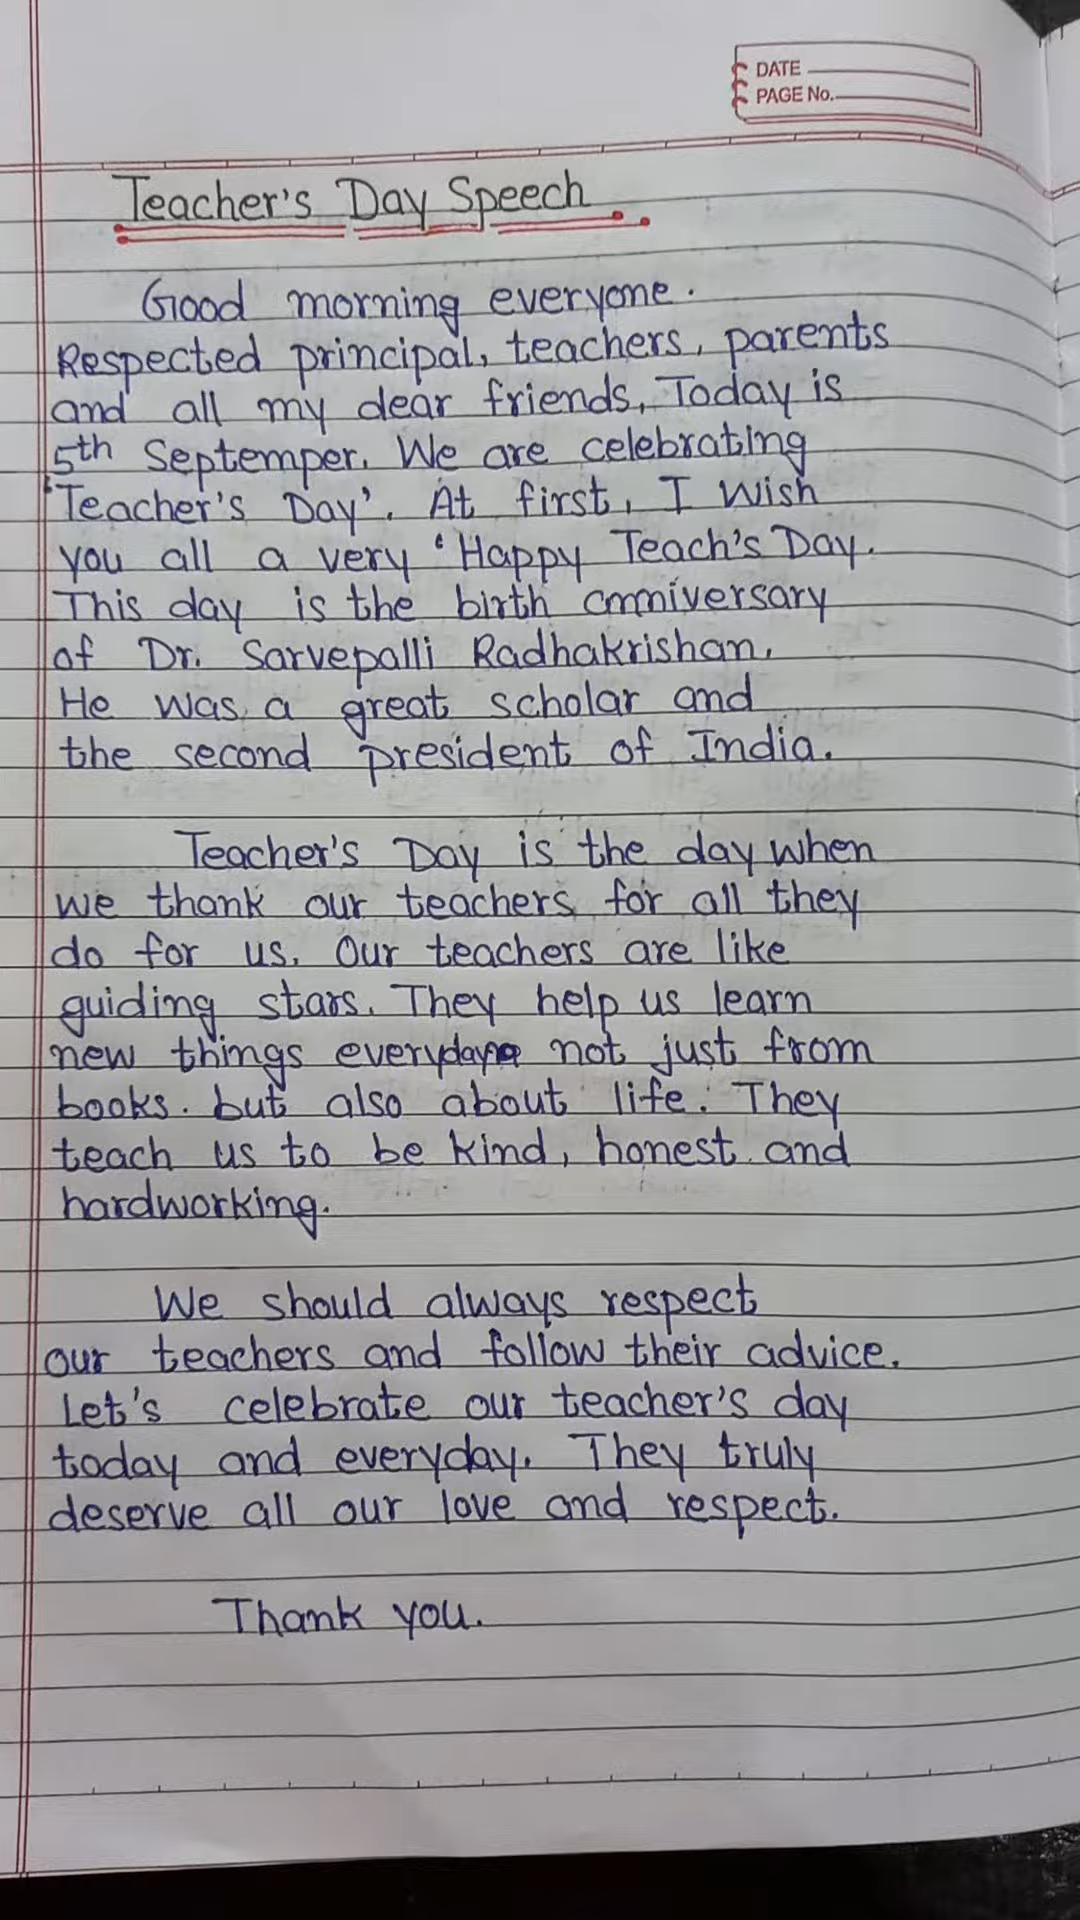 DATE
PAGE No.
Teacher's Day Speech
Good morning everyone.
Respected principal, teachers, parents
and all my dear friends, Today is
5th Septemper. We are celebrating
'Teacher's Day'. At first, I wish
you all a very 'Happy Teach's Day.
This day is the birth anniversary
of Dr. Sarvepalli Radhakrishan.
He was a great scholar and
the second president of India.
Teacher's Day is the day when
we thank our teachers for all they
do for us. Our teachers are like
guiding stars. They help us learn
new things everyday not just from
books. but also about life. They
teach us to be kind, honest and
hardworking.
We should always respect
our teachers and follow their advice.
Let's celebrate our teacher's day
today and everyday. They truly
deserve all our love and respect.
Thank you.